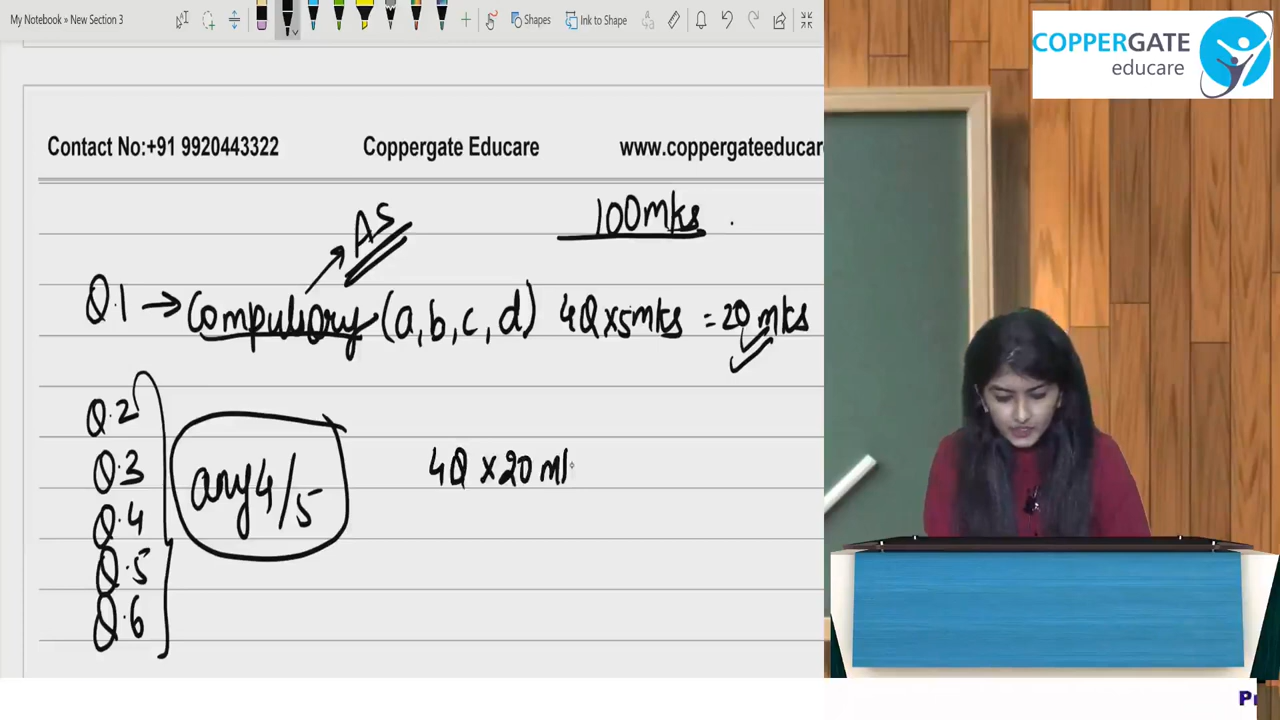 My Notebook » New Section 3
Shapes
Ink to Shape
COPPERGATE
educare
Contact No:+91 9920443322 Coppergate Educare www.coppergateeducar
100mks .
AS
Q.1 → Compulsory (a, b, c, d) 4Q x 5mks = 20 mks
Q.2
Q.3
Q.4
Q.5
Q.6
any 4/5
4Q x 20 m